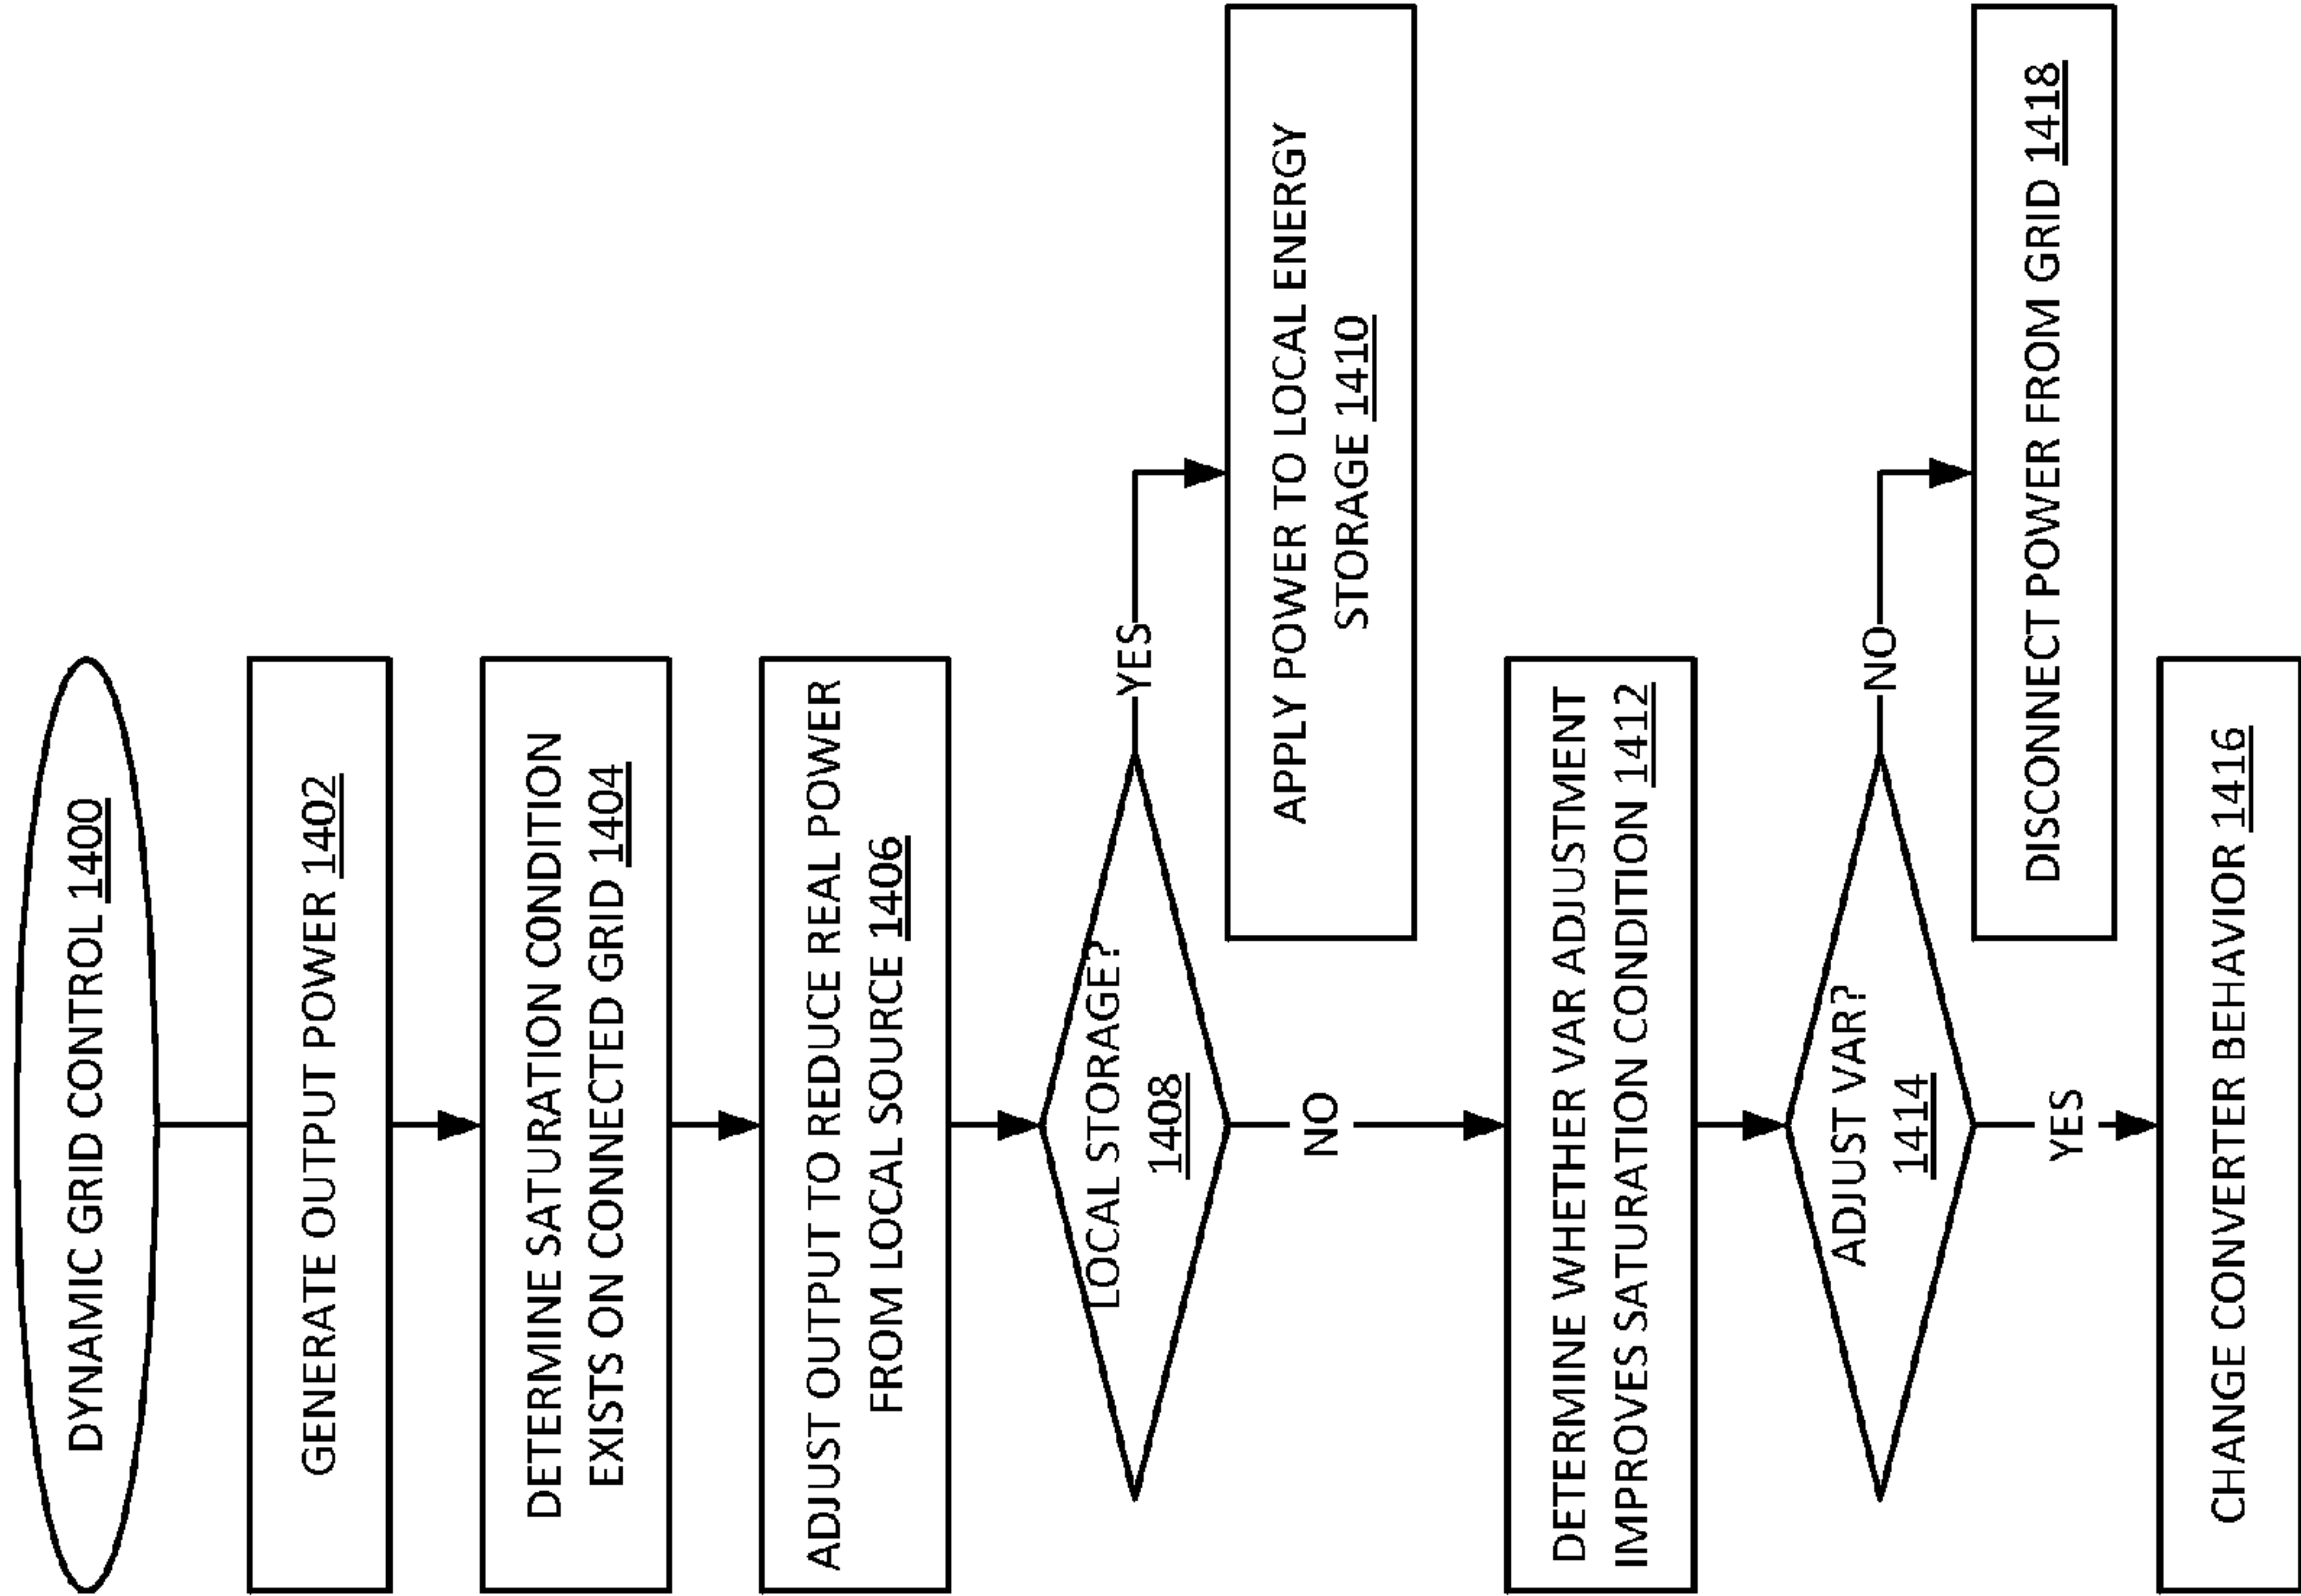 DYNAMIC GRID CONTROL 1400
GENERATE OUTPUT POWER 1402
DETERMINE SATURATION CONDITION
EXISTS ON CONNECTED GRID 1404
ADJUST OUTPUT TO REDUCE REAL POWER
FROM LOCAL SOURCE 1406
LOCAL STORAGE?
1408
YES
APPLY POWER TO LOCAL ENERGY
STORAGE 1410
NO
DETERMINE WHETHER VAR ADJUSTMENT
IMPROVES SATURATION CONDITION 1412
ADJUST VAR?
1414
NO
DISCONNECT POWER FROM GRID 1418
YES
CHANGE CONVERTER BEHAVIOR 1416